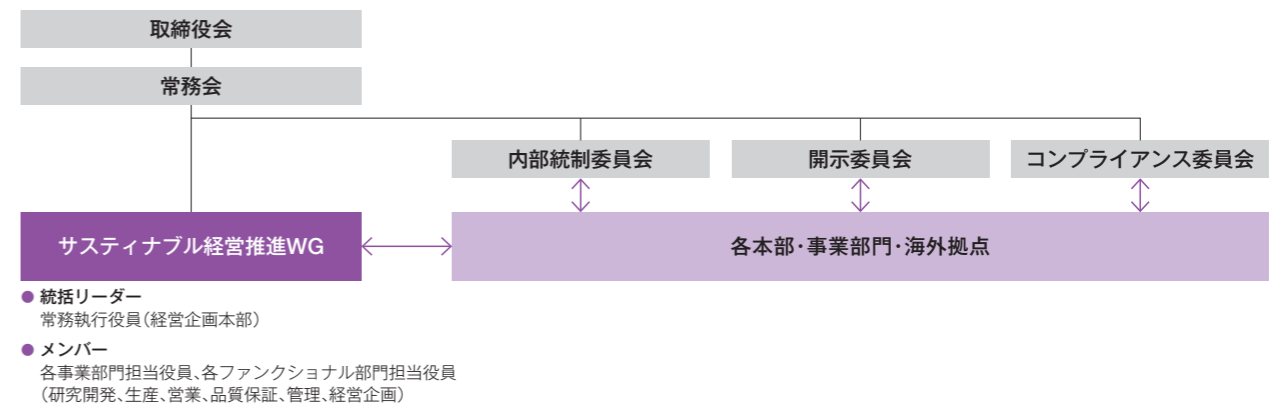 取締役会
常務会
内部統制委員会
開示委員会
コンプライアンス委員会
サスティナブル経営推進WG
各本部・事業部門・海外拠点
● 統括リーダー
常務執行役員(経営企画本部)
● メンバー
各事業部門担当役員、各ファンクショナル部門担当役員
(研究開発、生産、営業、品質保証、管理、経営企画)